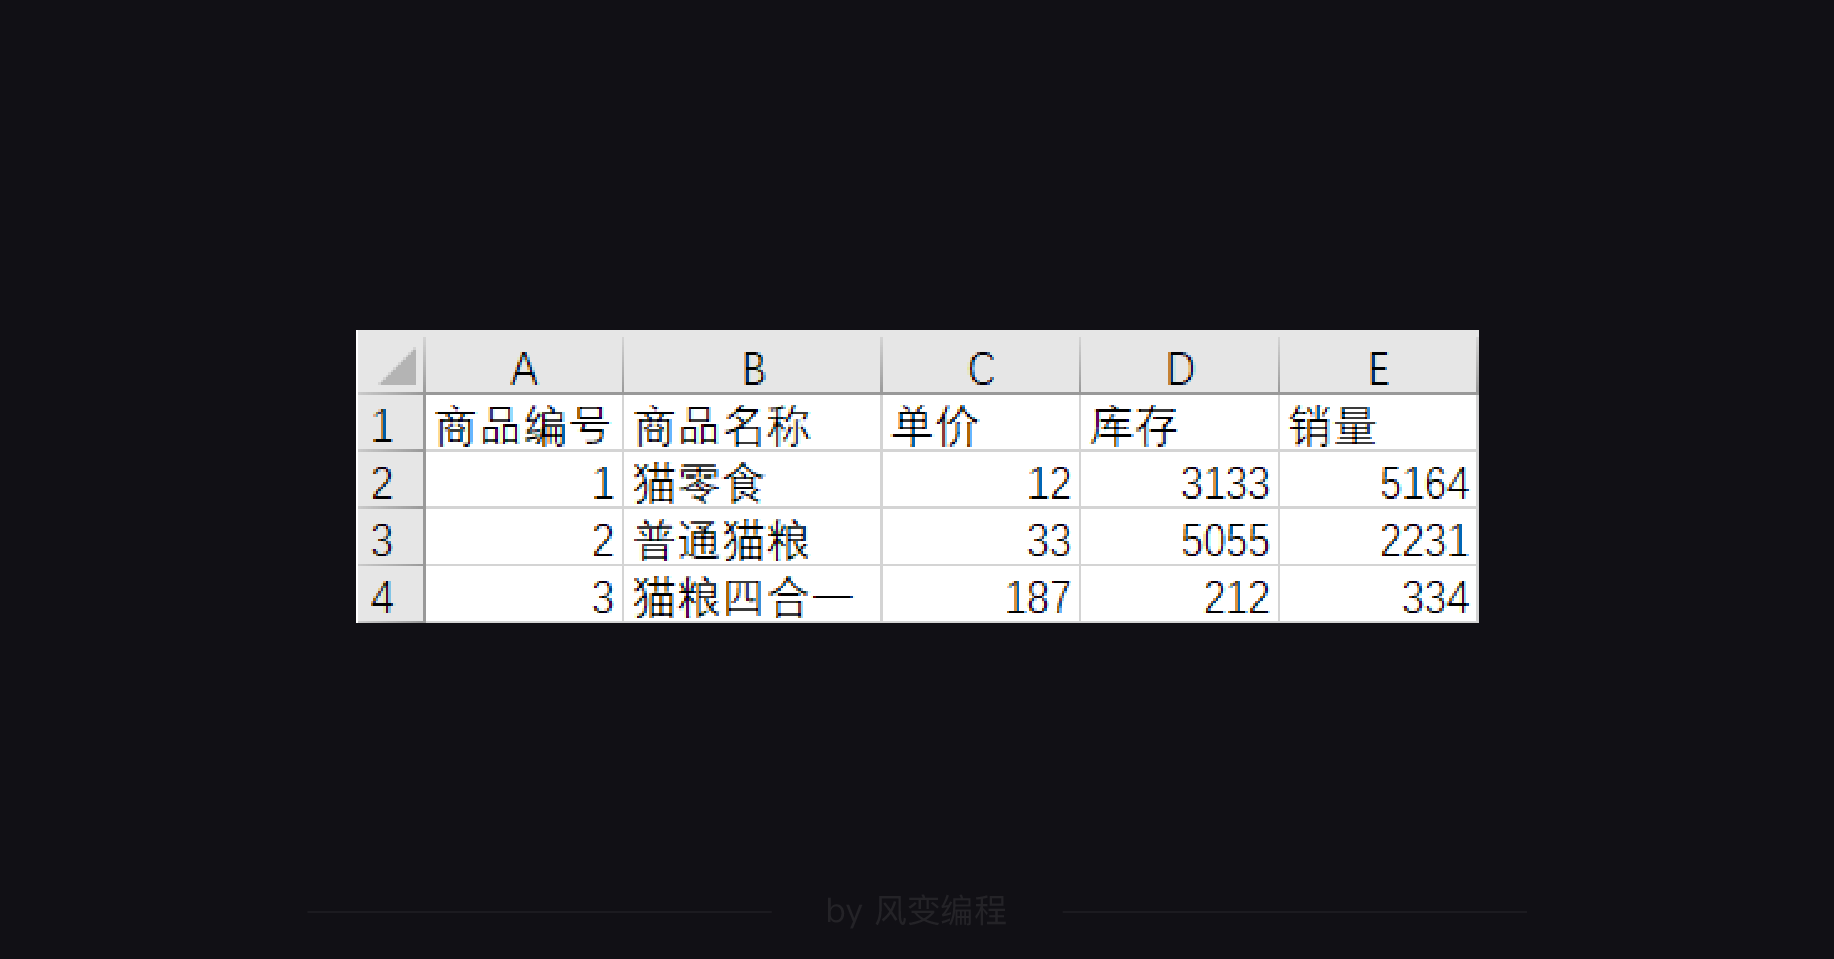 A B C D E
1 商品编号 商品名称 单价 库存 销量
2 1 猫零食 12 3133 5164
3 2 普通猫粮 33 5055 2231
4 3 猫粮四合一 187 212 334
by 风变编程